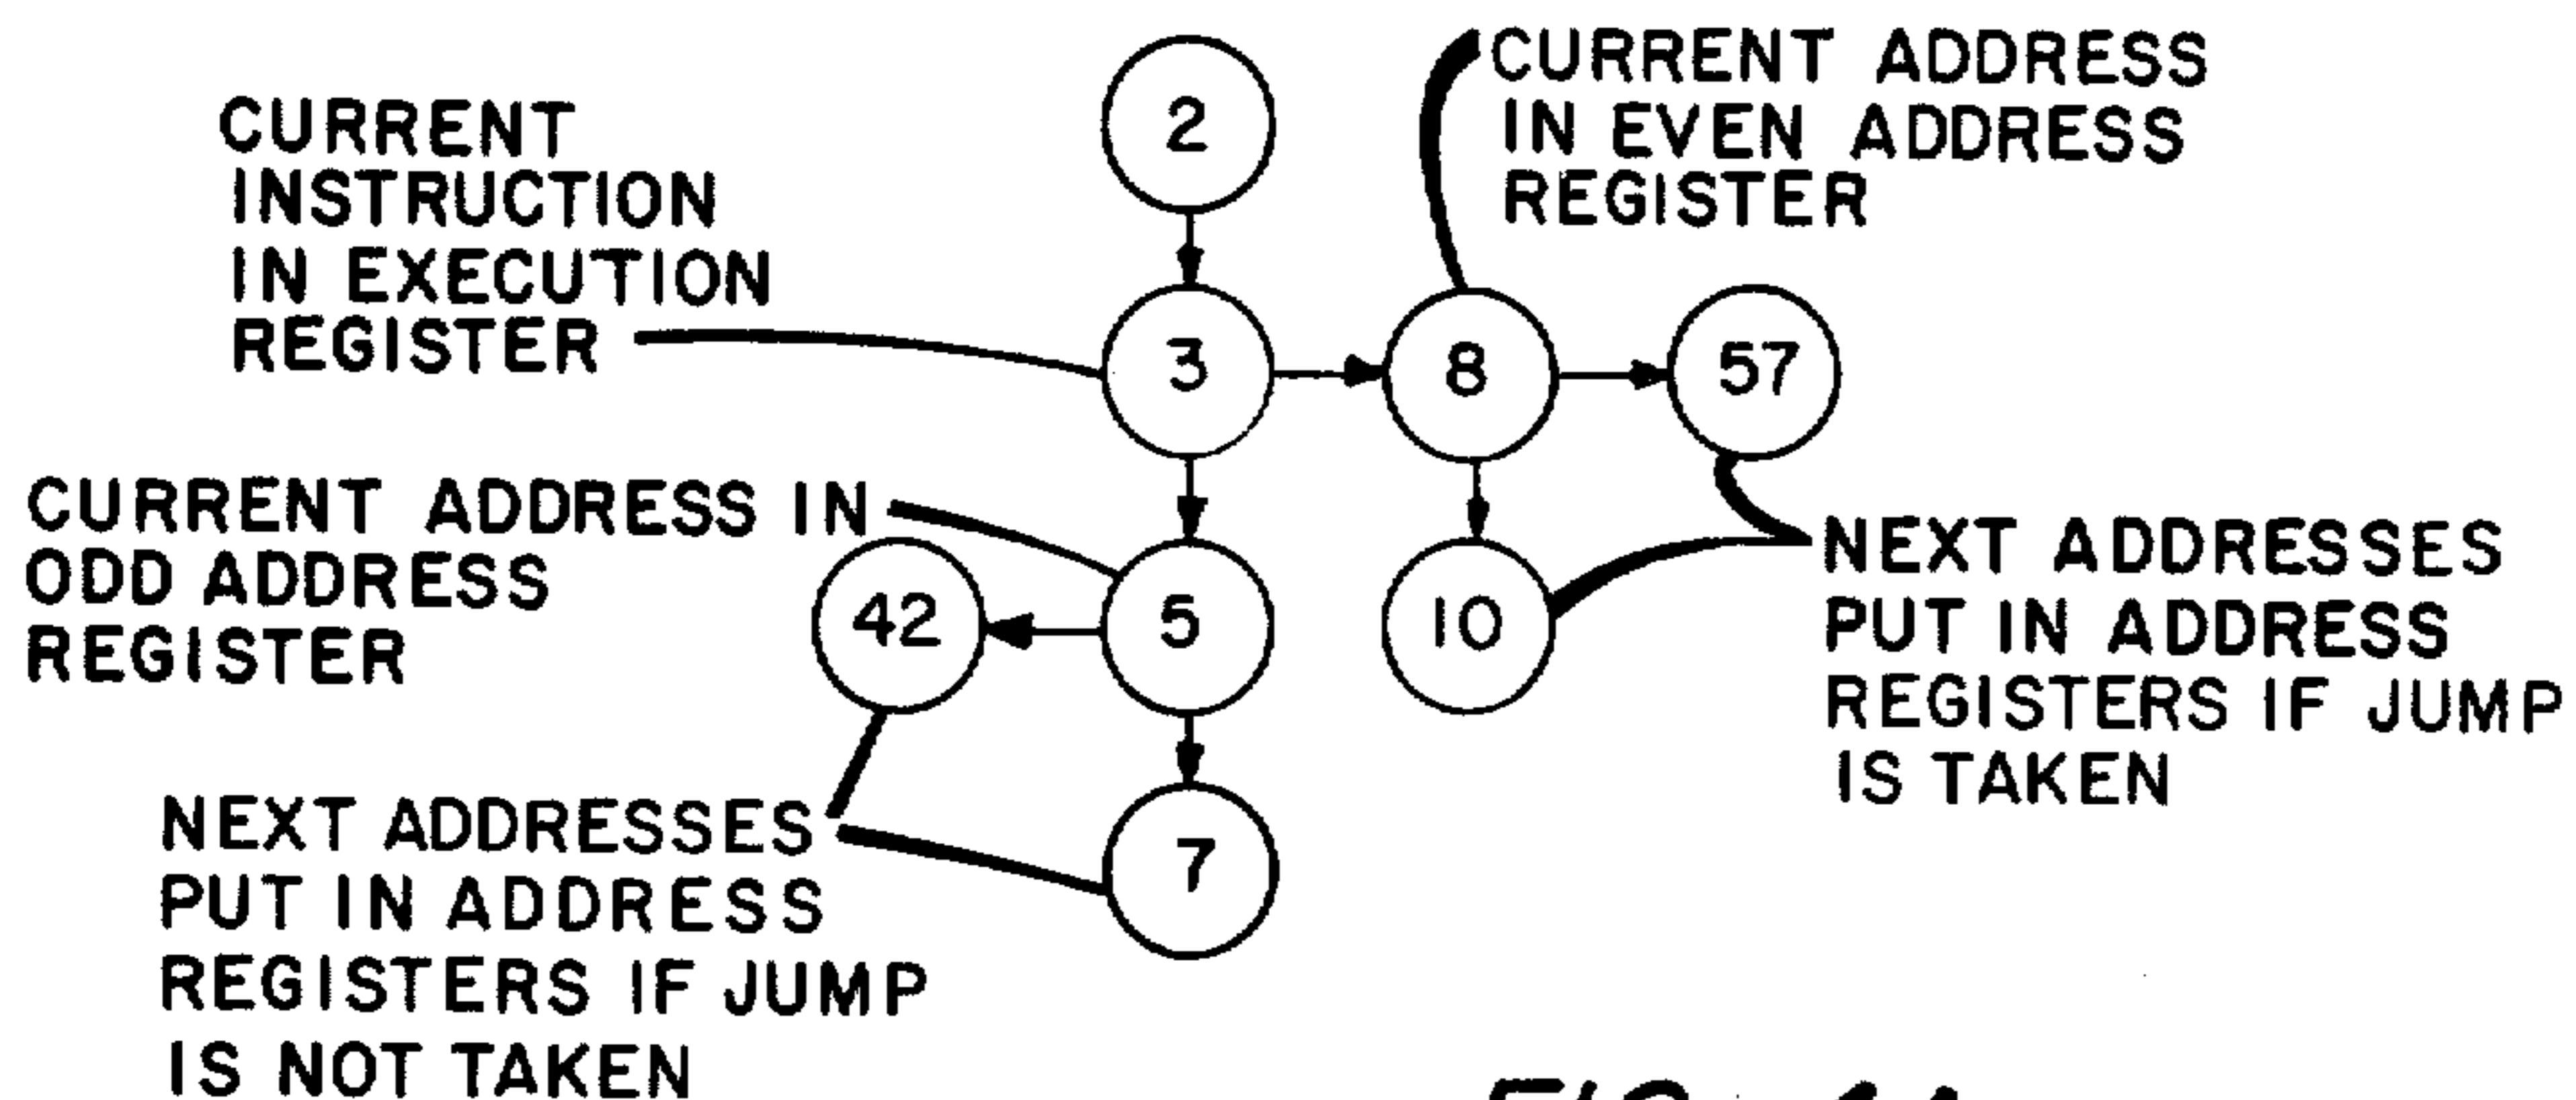 CURRENT
INSTRUCTION
IN EXECUTION
REGISTER
2
CURRENT ADDRESS
IN EVEN ADDRESS
REGISTER
3
8
57
CURRENT ADDRESS IN
ODD ADDRESS
REGISTER
42
5
10
NEXT ADDRESSES
PUT IN ADDRESS
REGISTERS IF JUMP
IS TAKEN
7
NEXT ADDRESSES
PUT IN ADDRESS
REGISTERS IF JUMP
IS NOT TAKEN